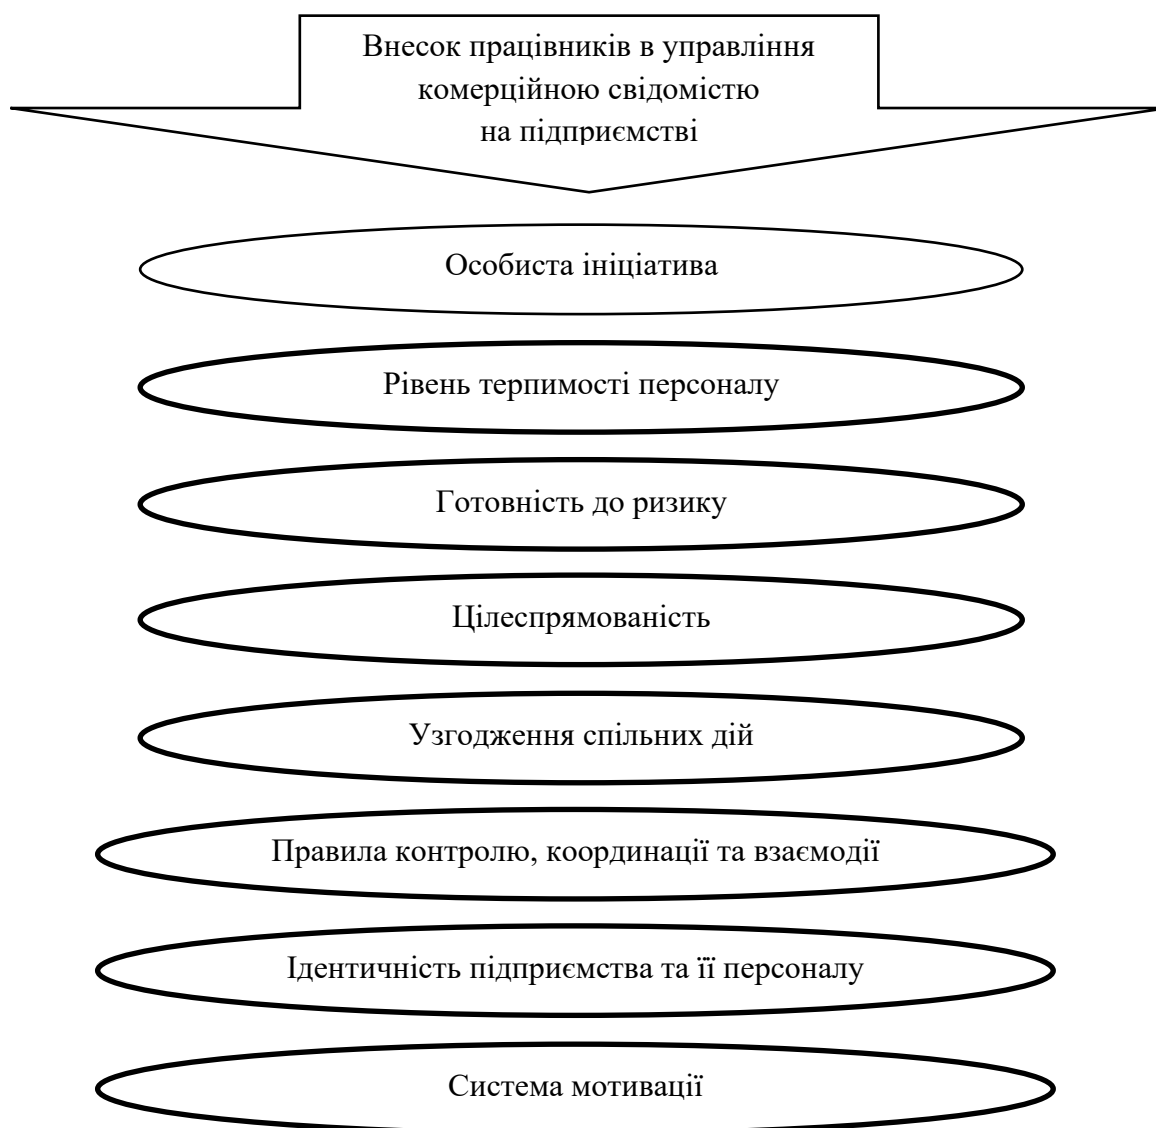 Внесок працівників в управління
комерційною свідомістю
на підприємстві
Особиста ініціатива
Рівень терпимості персоналу
Готовність до ризику
Цілеспрямованість
Узгодження спільних дій
Правила контролю, координації та взаємодії
Ідентичність підприємства та її персоналу
Система мотивації